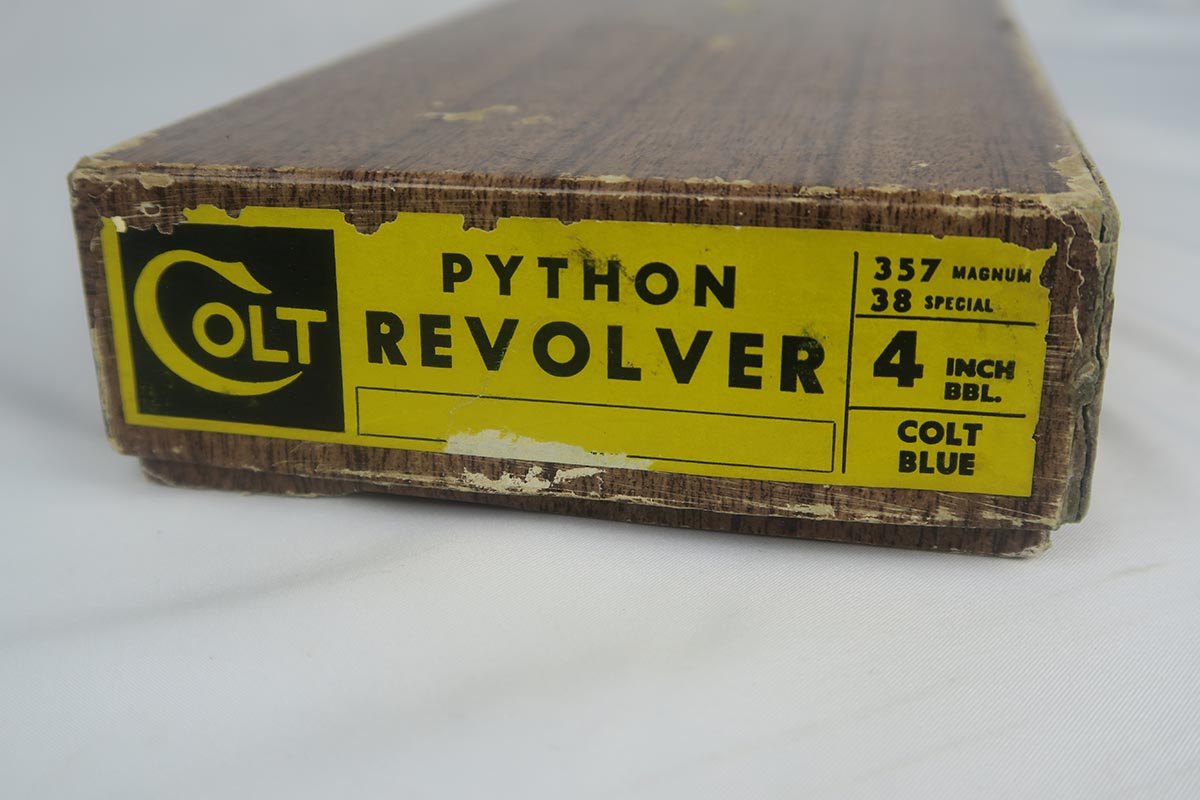 COLT
PYTHON
REVOLVER
357 MAGNUM
38 SPECIAL
4 INCH
BBL.
COLT
BLUE